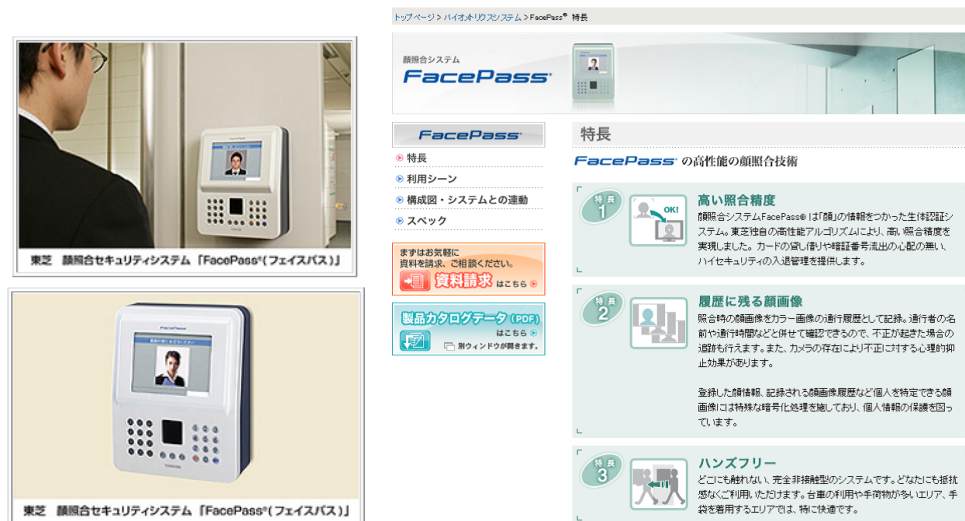 トップページ > バイオメトリクスシステム > FacePass® 特長
顔照合システム
FacePass®
東芝 顔照合セキュリティシステム「FacePass®(フェイスパス)」
FacePass
東芝 顔照合セキュリティシステム「FacePass®(フェイスパス)」
FacePass®
特長
利用シーン
構成図・システムとの連動
スペック
まずはお気軽に
資料を請求、ご相談ください。
資料請求 はこちら
製品カタログデータ(PDF)
はこちら
別ウィンドウが開きます。
特長
FacePass® の高性能の顔照合技術
特長
1
OK!
高い照合精度
顔照合システムFacePass®は「顔」の情報をつかった生体認証シ
ステム。東芝独自の高性能アルゴリズムにより、高い照合精度を
実現しました。カードの貸し借りや暗証番号流出の心配の無い、
ハイセキュリティの入退管理を提供します。
特長
2
履歴に残る顔画像
照合時の顔画像をカラー画像の通行履歴として記録。通行者の名
前や通行時間などと併せて確認できるので、不正が起きた場合の
追跡も行えます。また、カメラの存在により不正に対する心理的抑
止効果があります。
登録した顔情報、記録される顔画像履歴など個人を特定できる顔
画像には特殊な暗号化処理を施しており、個人情報の保護を図っ
ています。
特長
3
ハンズフリー
どこにも触れない、完全非接触型のシステムです。どなたにも抵抗
感なくご利用いただけます。台車の利用や手荷物が多いエリア、手
袋を着用するエリアでは、特に快適です。